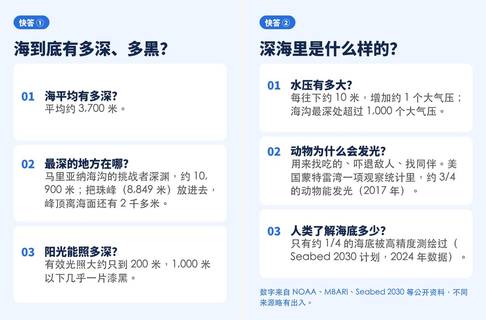 快答 ①
海到底有多深、多黑?
01 海平均有多深?
平均约 3,700 米。
02 最深的地方在哪?
马里亚纳海沟的挑战者深渊，约 10,
900 米；把珠峰（8,849 米）放进去，
峰顶离海面还有 2 千多米。
03 阳光能照多深?
有效光照大约只到 200 米，1,000 米
以下几乎一片漆黑。
快答 ②
深海里是什么样的?
01 水压有多大?
每往下约 10 米，增加约 1 个大气压；
海沟最深处超过 1,000 个大气压。
02 动物为什么会发光?
用来找吃的、吓退敌人、找同伴。美
国蒙特雷湾一项观察统计里，约 3/4
的动物能发光（2017 年）。
03 人类了解海底多少?
只有约 1/4 的海底被高精度测绘过（
Seabed 2030 计划，2024 年数据）。
数字来自 NOAA、MBARI、Seabed 2030 等公开资料，不同
来源略有出入。